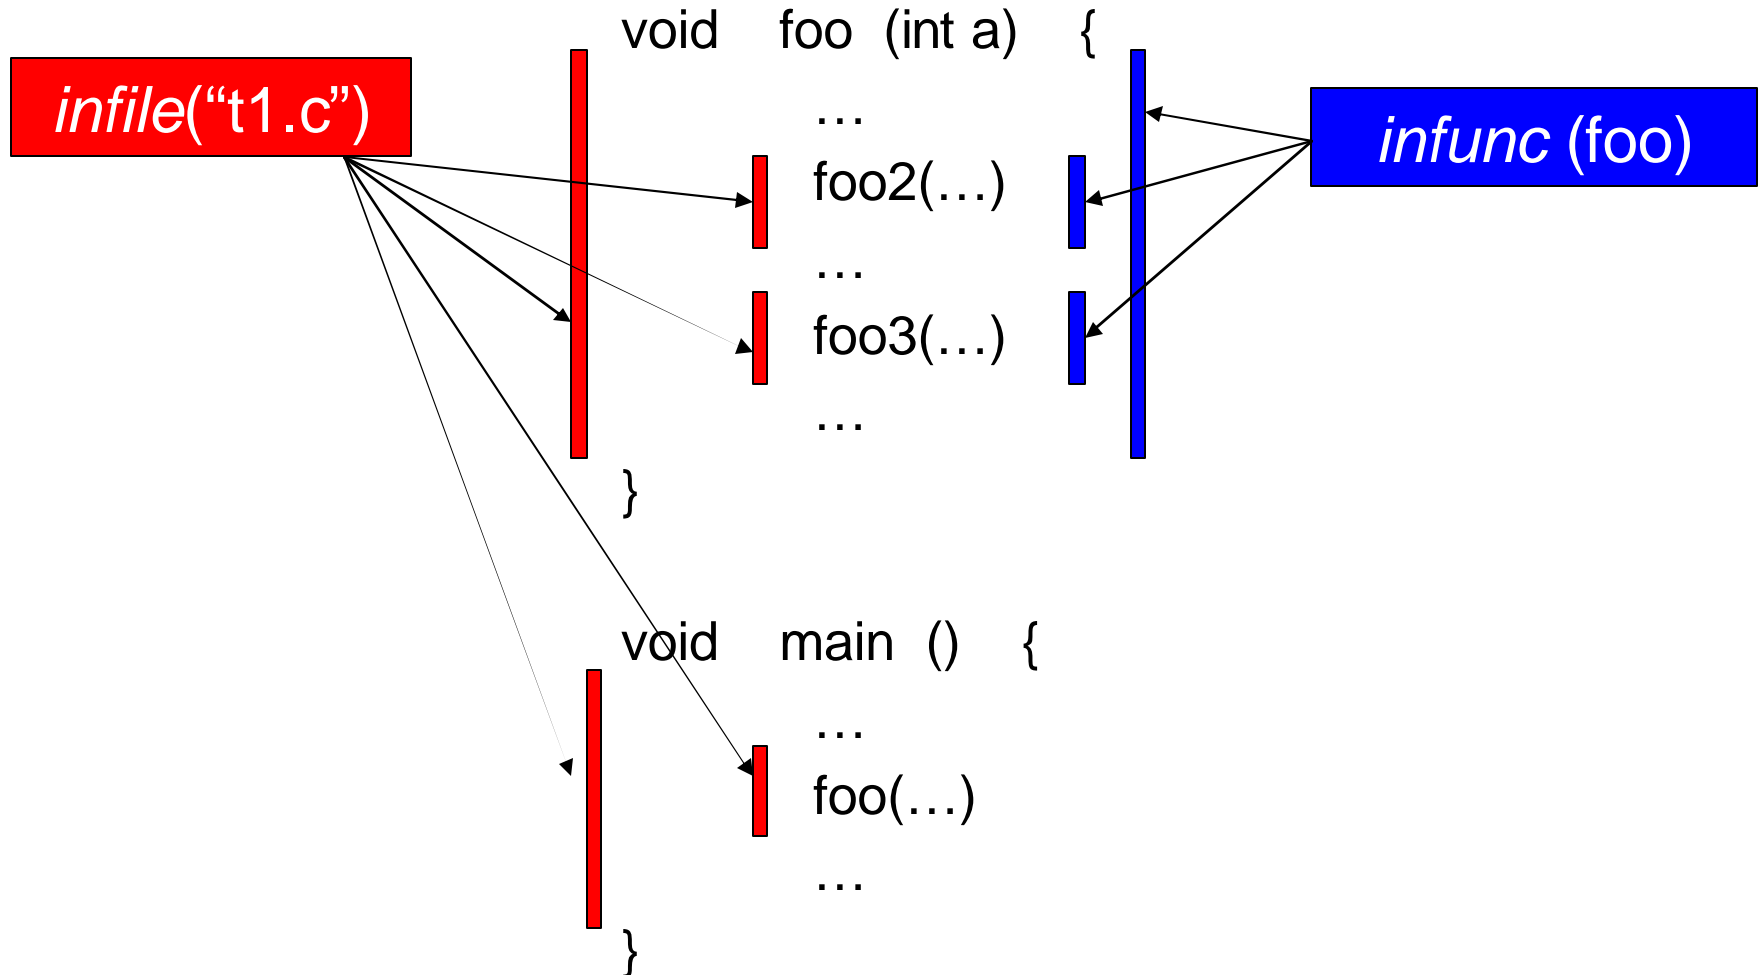 void foo (int a) {
infile(“t1.c”)
…
infunc (foo)
foo2(…)
…
foo3(…)
…
}
void main () {
…
foo(…)
…
}